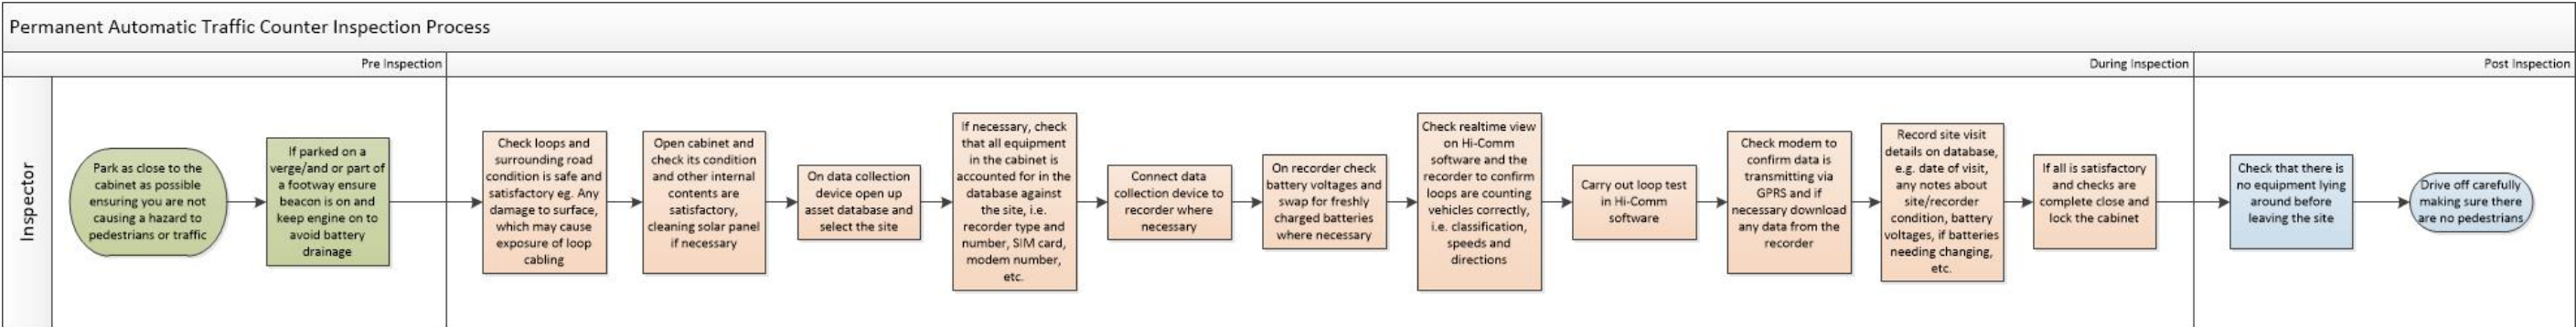 Permanent Automatic Traffic Counter Inspection Process
Pre Inspection
During Inspection
Post Inspection
Inspector
Park as close to the
cabinet as possible
ensuring you are not
causing a hazard to
pedestrians or traffic
If parked on a
verge/and or part of
a footway ensure
beacon is on and
keep engine on to
avoid battery
drainage
Check loops and
surrounding road
condition is safe and
satisfactory eg. Any
damage to surface,
which may cause
exposure of loop
cabling
Open cabinet and
check its condition
and other internal
contents are
satisfactory,
cleaning solar panel
if necessary
On data collection
device open up
asset database and
select the site
If necessary, check
that all equipment
in the cabinet is
accounted for in the
database against
the site, i.e.
recorder type and
number, SIM card,
modem number,
etc.
Connect data
collection device to
recorder where
necessary
On recorder check
battery voltages and
swap for freshly
charged batteries
where necessary
Check realtime view
on Hi-Comm
software and the
recorder to confirm
loops are counting
vehicles correctly,
i.e. classification,
speeds and
directions
Carry out loop test
in Hi-Comm
software
Check modem to
confirm data is
transmitting via
GPRS and if
necessary download
any data from the
recorder
Record site visit
details on database,
e.g. date of visit,
any notes about
site/recorder
condition, battery
voltages, if batteries
needing changing,
etc.
If all is satisfactory
and checks are
complete close and
lock the cabinet
Check that there is
no equipment lying
around before
leaving the site
Drive off carefully
making sure there
are no pedestrians